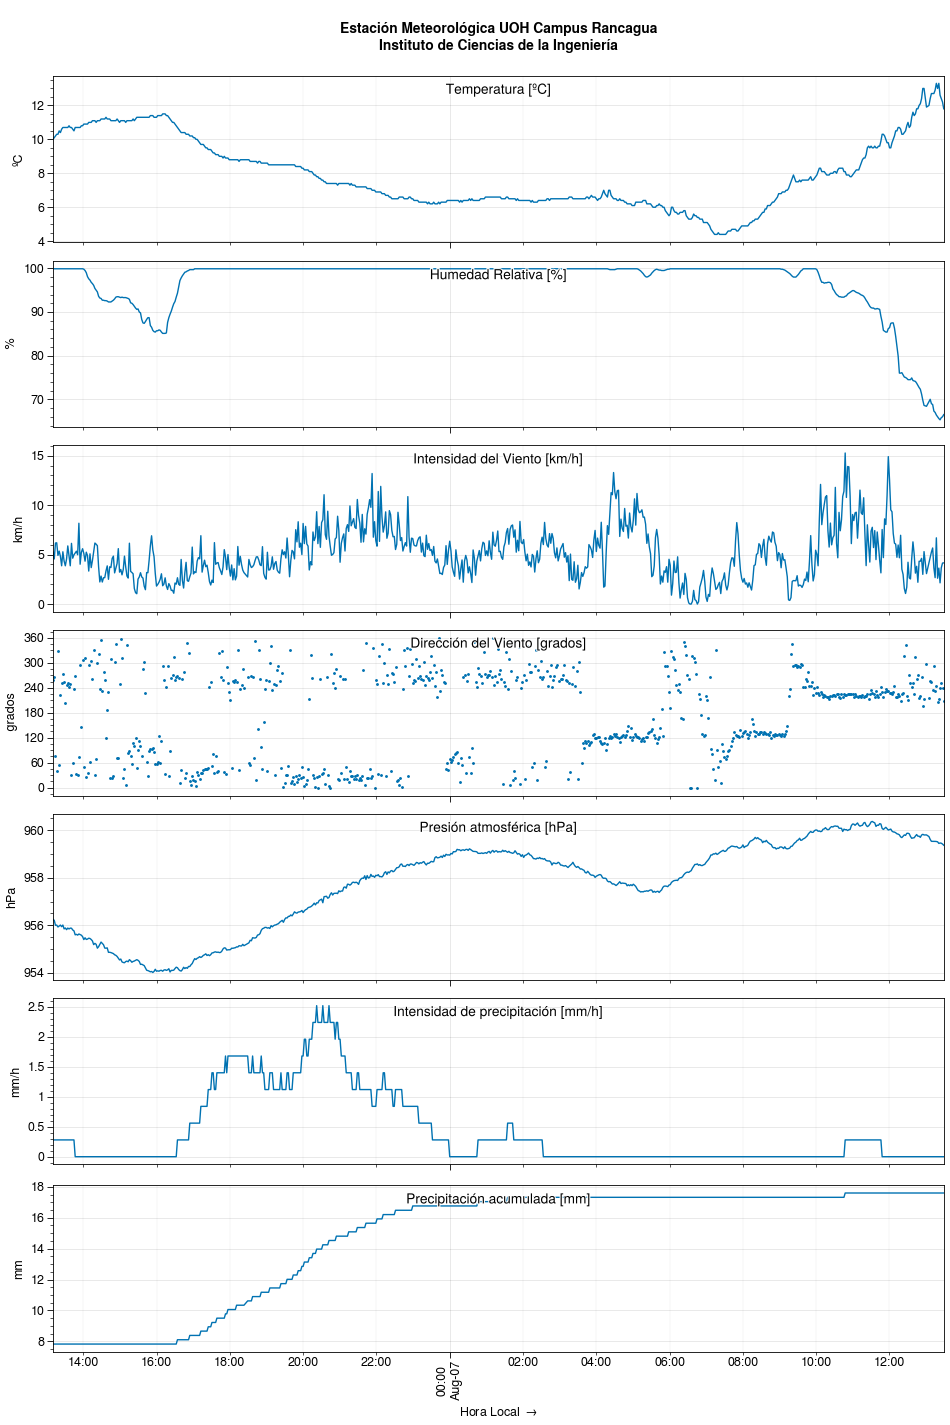 Estación Meteorológica UOH Campus Rancagua
Instituto de Ciencias de la Ingeniería
Temperatura [ºC]
ºC
12
10
8
6
4
Humedad Relativa [%]
%
100
90
80
70
Intensidad del Viento [km/h]
km/h
15
10
5
0
Dirección del Viento [grados]
grados
360
300
240
180
120
60
0
Presión atmosférica [hPa]
hPa
960
958
956
954
Intensidad de precipitación [mm/h]
mm/h
2.5
2
1.5
1
0.5
0
Precipitación acumulada [mm]
mm
18
16
14
12
10
8
14:00 16:00 18:00 20:00 22:00 00:00 02:00 04:00 06:00 08:00 10:00 12:00
Aug-07
Hora Local →